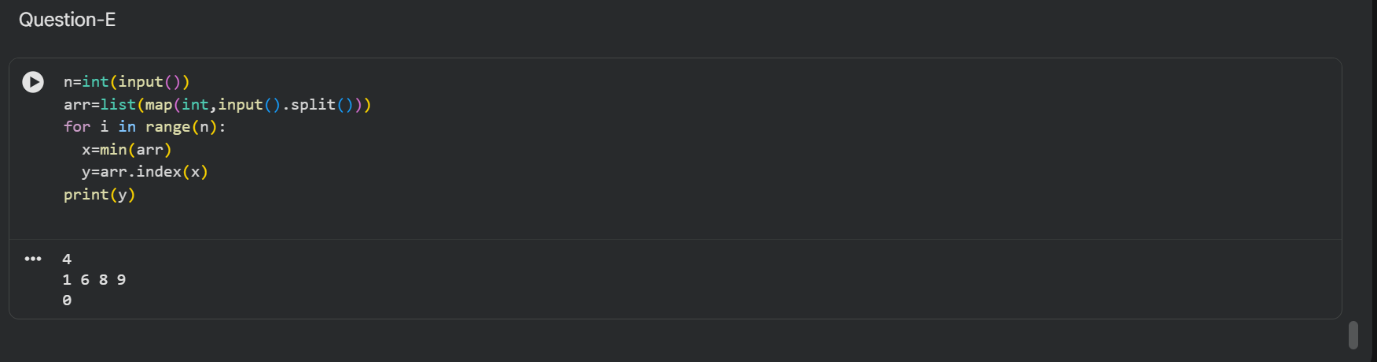 Question-E
n=int(input())
arr=list(map(int,input().split()))
for i in range(n):
  x=min(arr)
  y=arr.index(x)
print(y)
4
1 6 8 9
0